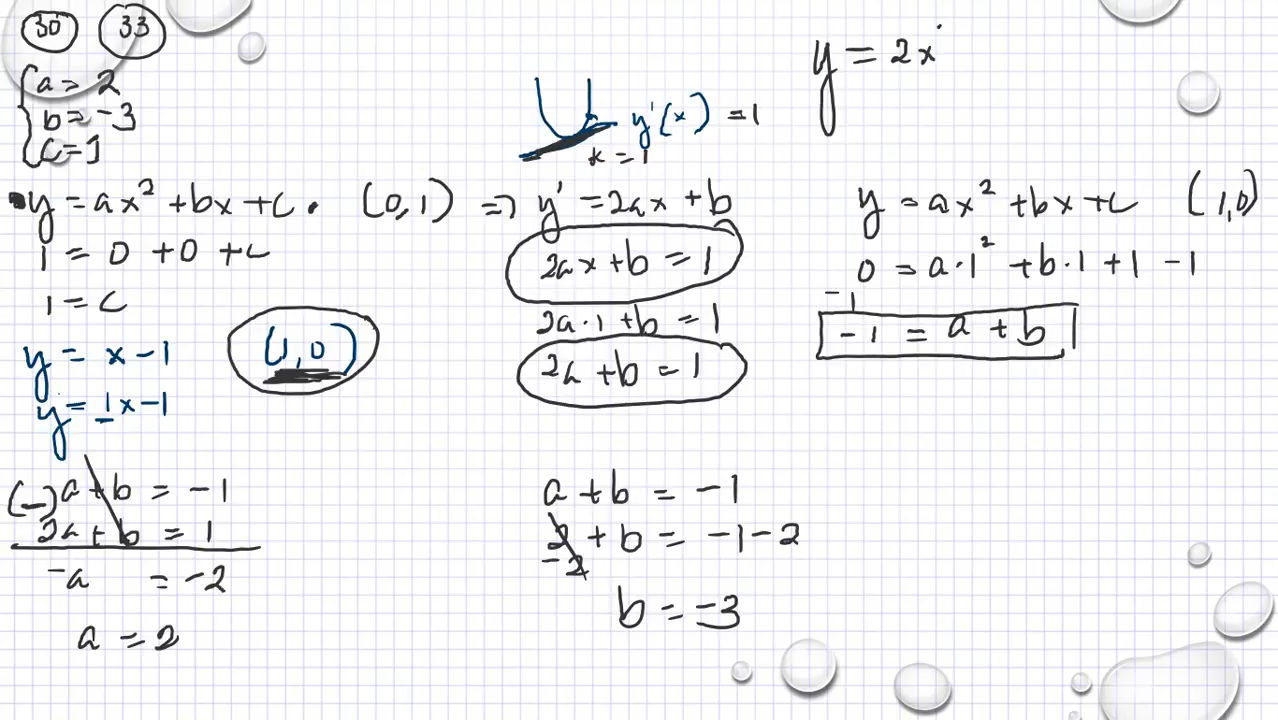 30 33
a = 2
b = -3
c = 1
y = 2x
y'(x) = 1
k = 1
y = ax² + bx + c . (0,1) ⇒ y' = 2ax + b
1 = 0 + 0 + c
1 = c
y = x - 1
y = 1x - 1
(1,0)
2ax + b = 1
2a·1 + b = 1
2a + b = 1
y = ax² + bx + c (1,0)
0 = a·1² + b·1 + 1 - 1
-1
-1 = a + b
(-) a + b = -1
2a + b = 1
-a = -2
a = 2
a + b = -1
2 + b = -1 - 2
-2
b = -3